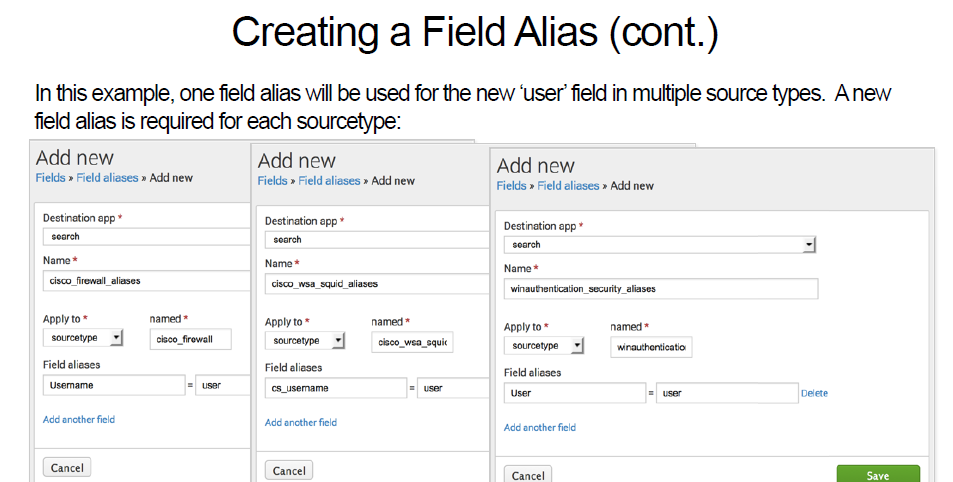 Creating a Field Alias (cont.)
In this example, one field alias will be used for the new ‘user’ field in multiple source types. A new
field alias is required for each sourcetype:
Add new
Fields » Field aliases » Add new
Destination app *
search
Name *
cisco_firewall_aliases
Apply to * named *
sourcetype cisco_firewall
Field aliases
Username = user
Add another field
Cancel
Add new
Fields » Field aliases » Add new
Destination app *
search
Name *
cisco_wsa_squid_aliases
Apply to * named *
sourcetype cisco_wsa_squic
Field aliases
cs_username = user
Add another field
Cancel
Add new
Fields » Field aliases » Add new
Destination app *
search
Name *
winauthentication_security_aliases
Apply to * named *
sourcetype winauthentication
Field aliases
User = user Delete
Add another field
Cancel Save